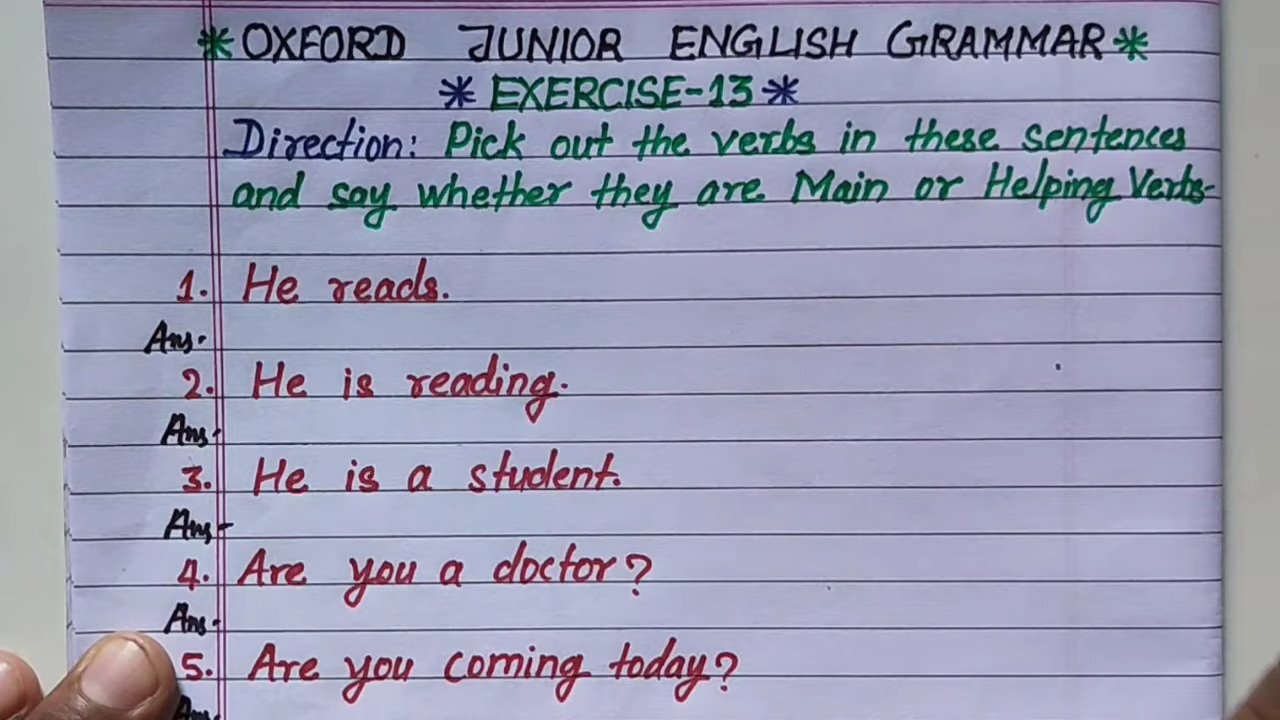 *OXFORD JUNIOR ENGLISH GRAMMAR*
* EXERCISE-13 *
Direction: Pick out the verbs in these sentences
and say whether they are Main or Helping Verbs-
1. He reads.
Ans.
2. He is reading.
Ans.
3. He is a student.
Ans-
4. Are you a doctor?
Ans.
5. Are you coming today?
Ans